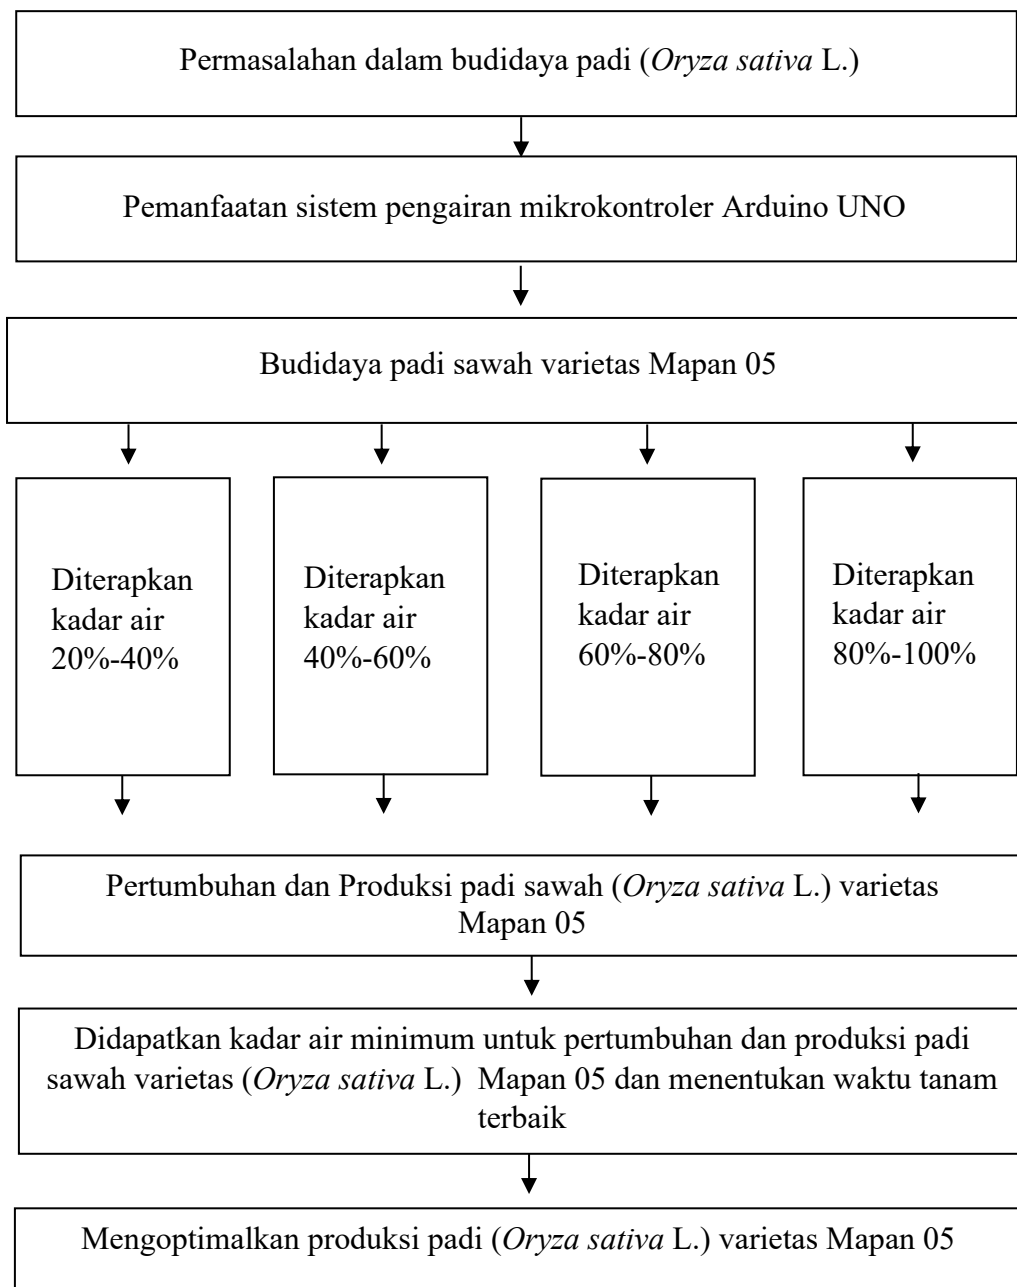 Permasalahan dalam budidaya padi (Oryza sativa L.)
Pemanfaatan sistem pengairan mikrokontroler Arduino UNO
Budidaya padi sawah varietas Mapan 05
Diterapkan
kadar air
20%-40%
Diterapkan
kadar air
40%-60%
Diterapkan
kadar air
60%-80%
Diterapkan
kadar air
80%-100%
Pertumbuhan dan Produksi padi sawah (Oryza sativa L.) varietas
Mapan 05
Didapatkan kadar air minimum untuk pertumbuhan dan produksi padi
sawah varietas (Oryza sativa L.) Mapan 05 dan menentukan waktu tanam
terbaik
Mengoptimalkan produksi padi (Oryza sativa L.) varietas Mapan 05